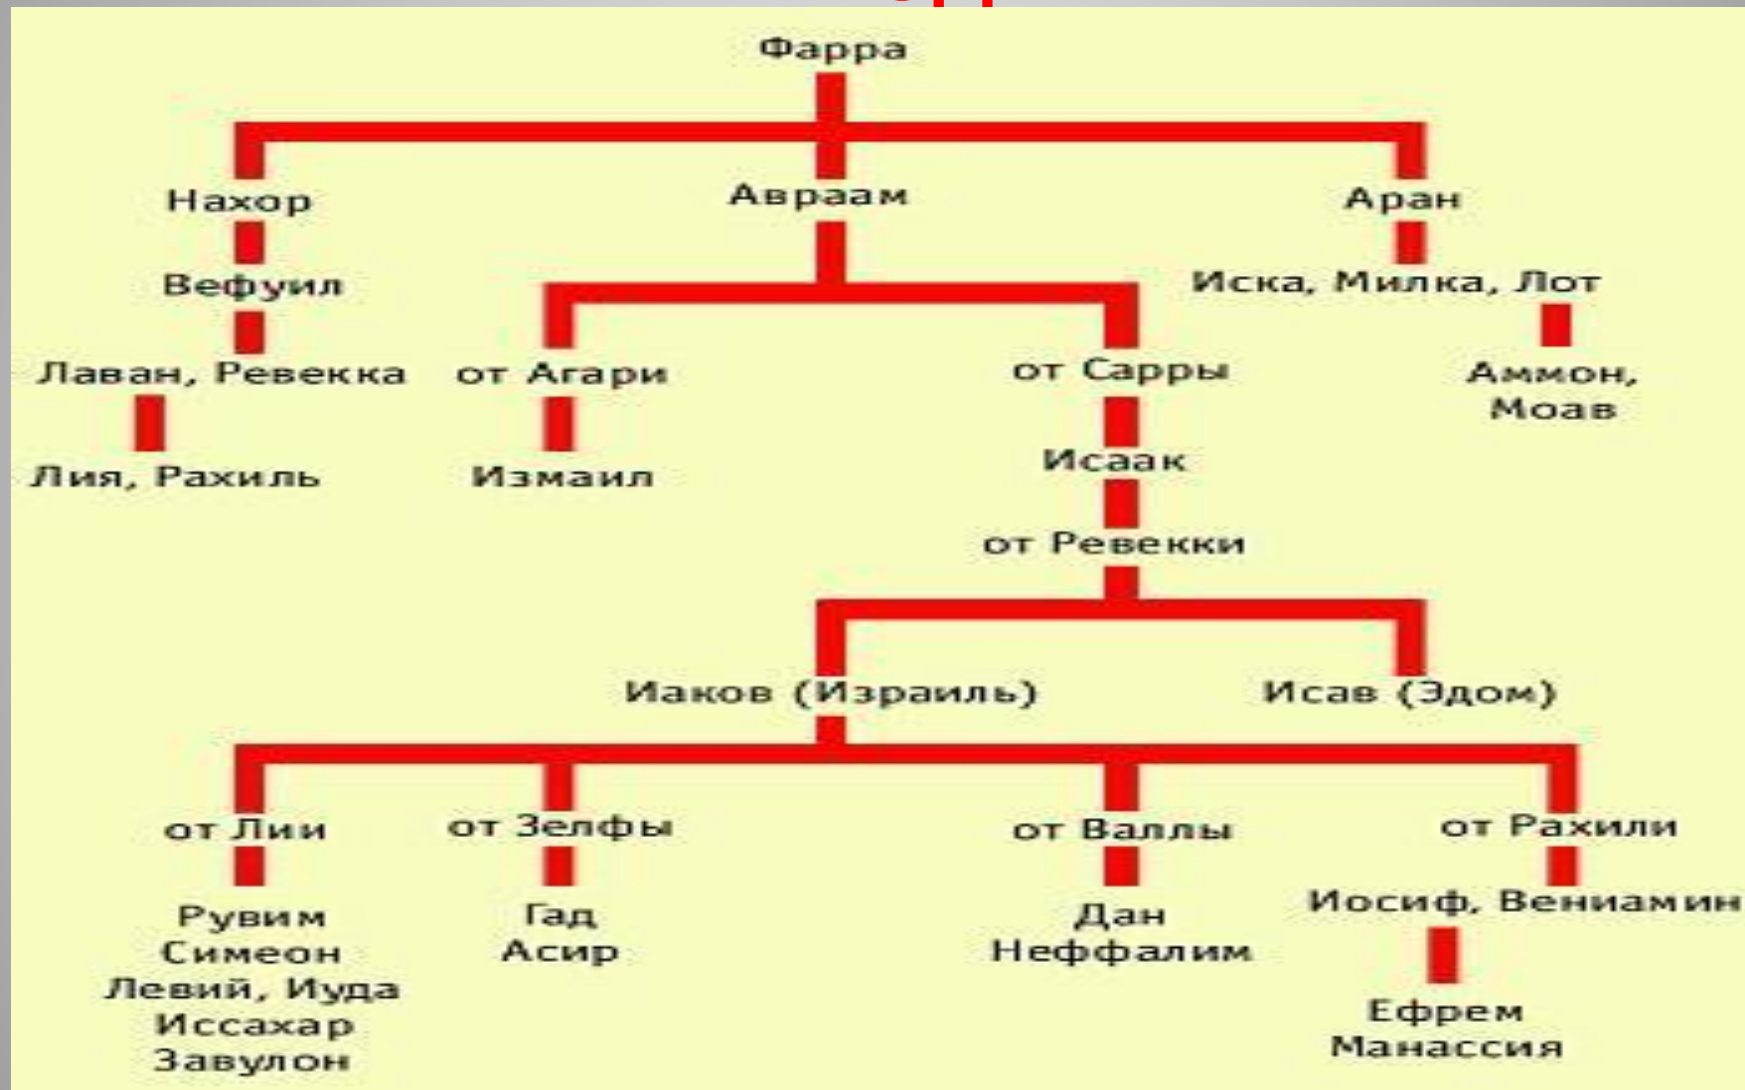 Фарра
Нахор
Авраам
Аран
Вефуил
Иска, Милка, Лот
Лаван, Ревекка
от Агари
от Сарры
Аммон,
Моав
Лия, Рахиль
Измаил
Исаак
от Ревекки
Иаков (Израиль)
Исав (Эдом)
от Лии
от Зелфы
от Валлы
от Рахили
Рувим
Симеон
Левий, Иуда
Иссахар
Завулон
Гад
Асир
Дан
Неффалим
Иосиф, Вениамин
Ефрем
Манассия